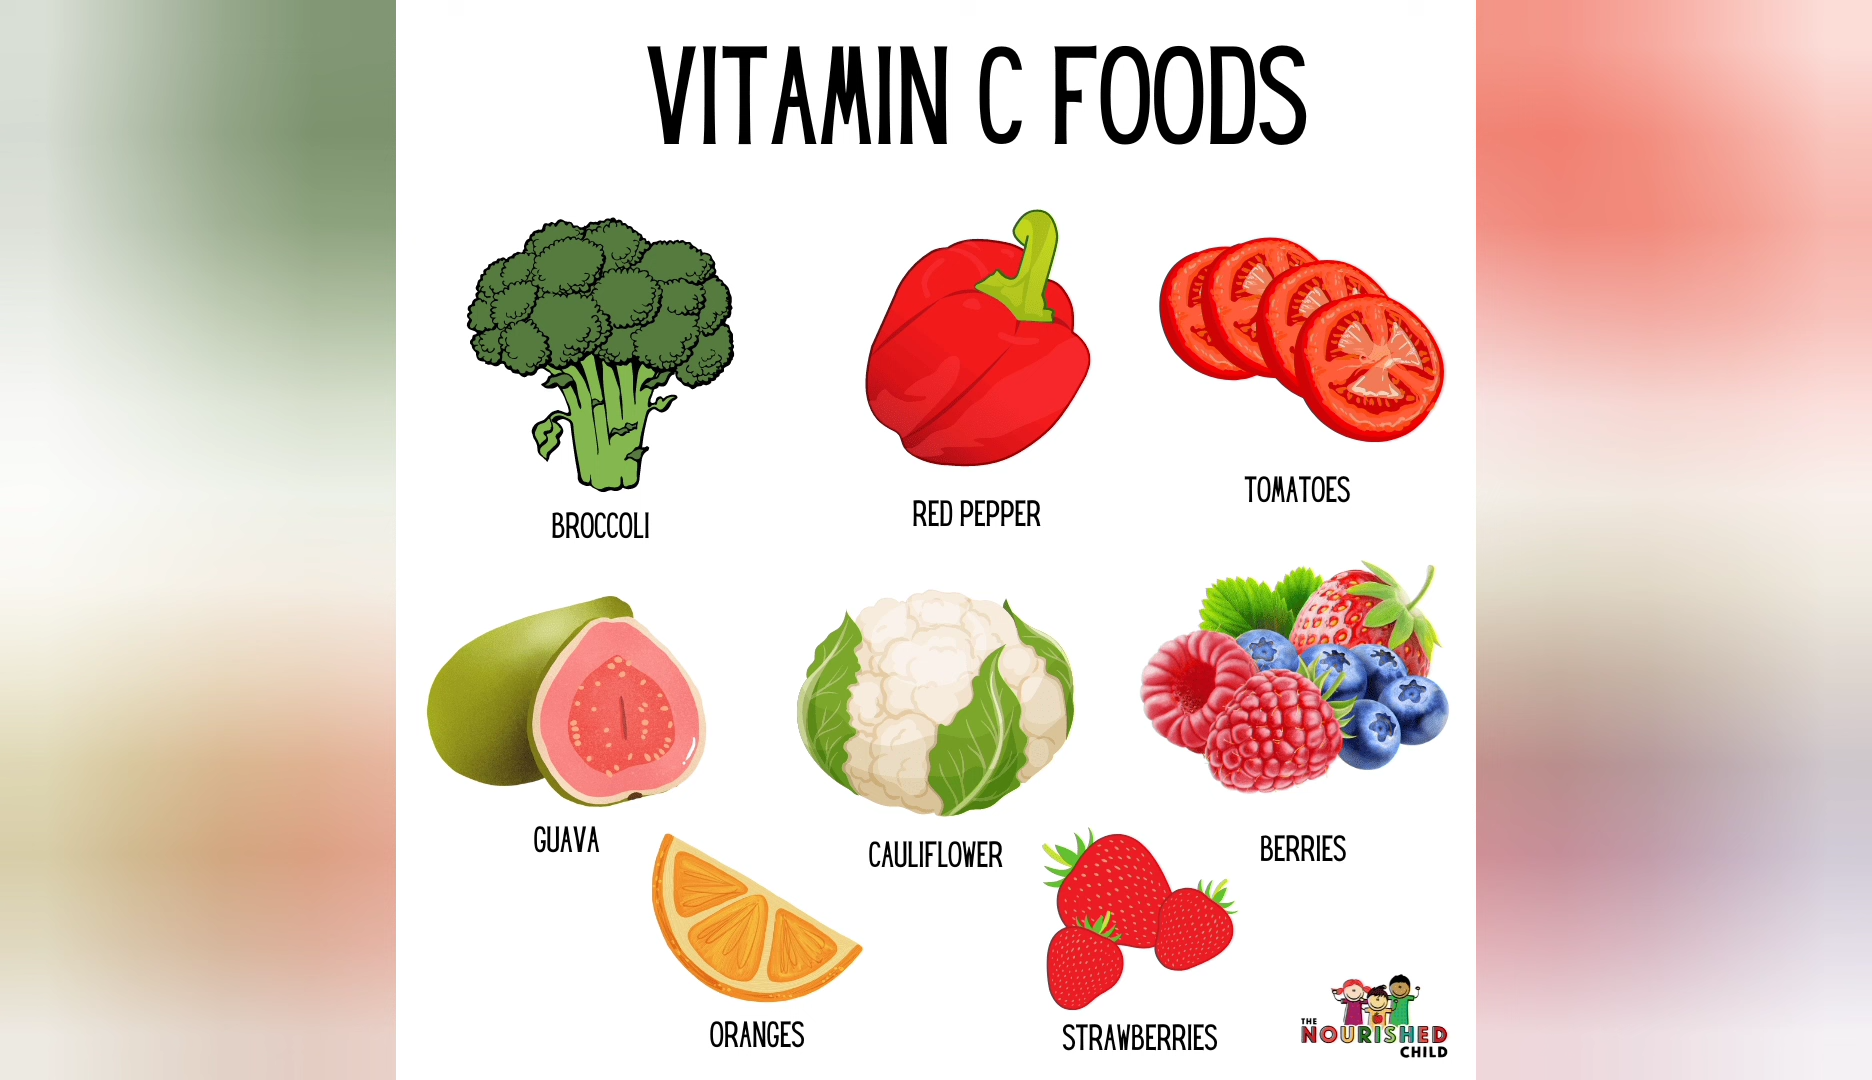 VITAMIN C FOODS
BROCCOLI
RED PEPPER
TOMATOES
GUAVA
CAULIFLOWER
BERRIES
ORANGES
STRAWBERRIES
THE
NOURISHED
CHILD